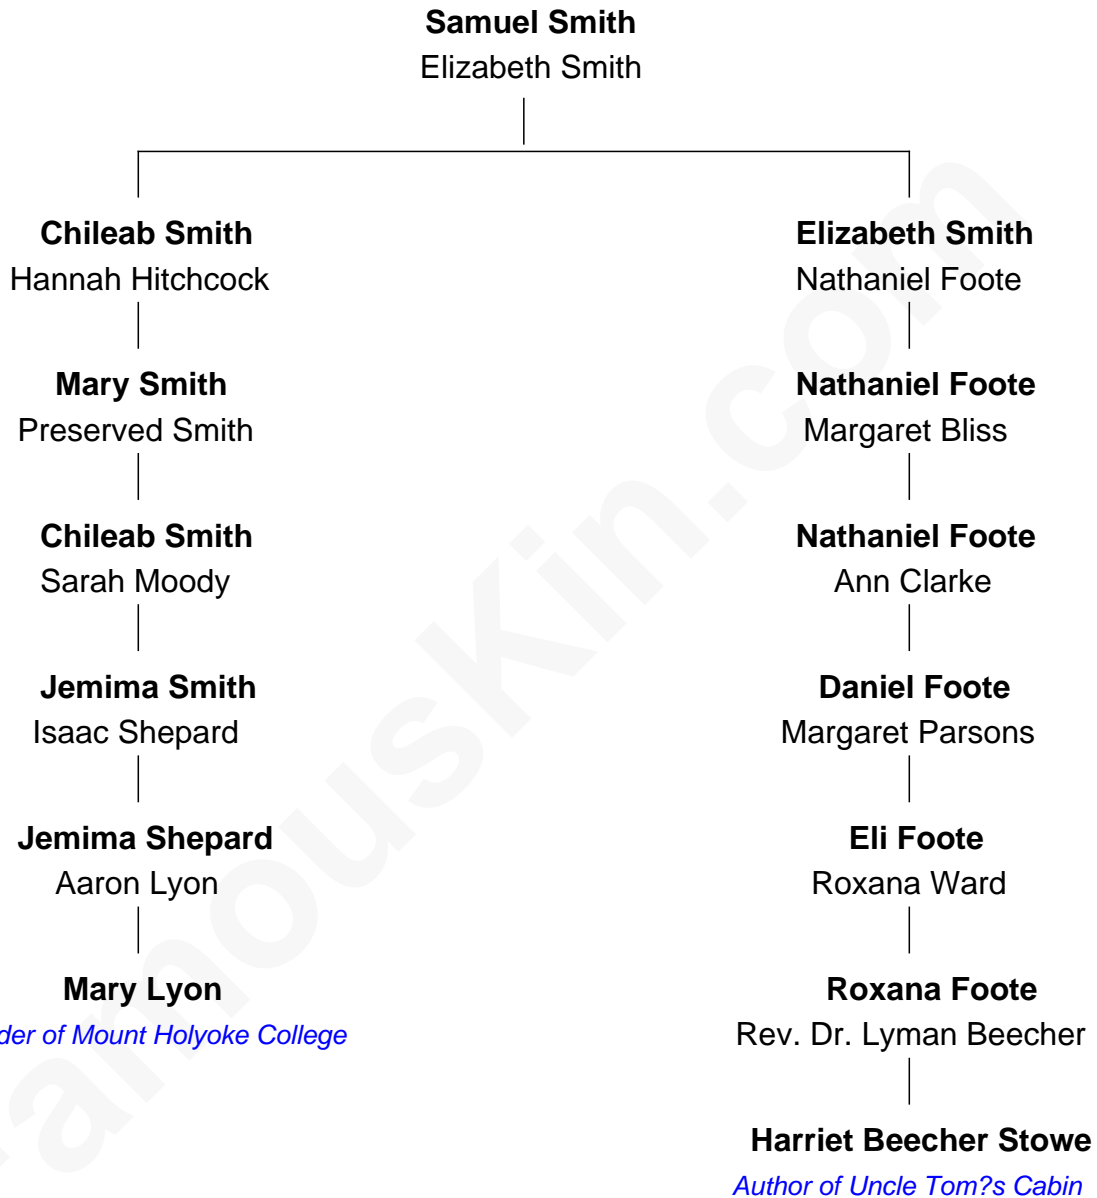 Samuel Smith
Elizabeth Smith
Chileab Smith
Hannah Hitchcock
Mary Smith
Preserved Smith
Chileab Smith
Sarah Moody
Jemima Smith
Isaac Shepard
Jemima Shepard
Aaron Lyon
Mary Lyon
der of Mount Holyoke College
Elizabeth Smith
Nathaniel Foote
Nathaniel Foote
Margaret Bliss
Nathaniel Foote
Ann Clarke
Daniel Foote
Margaret Parsons
Eli Foote
Roxana Ward
Roxana Foote
Rev. Dr. Lyman Beecher
Harriet Beecher Stowe
Author of Uncle Tom?s Cabin
amouskin.com